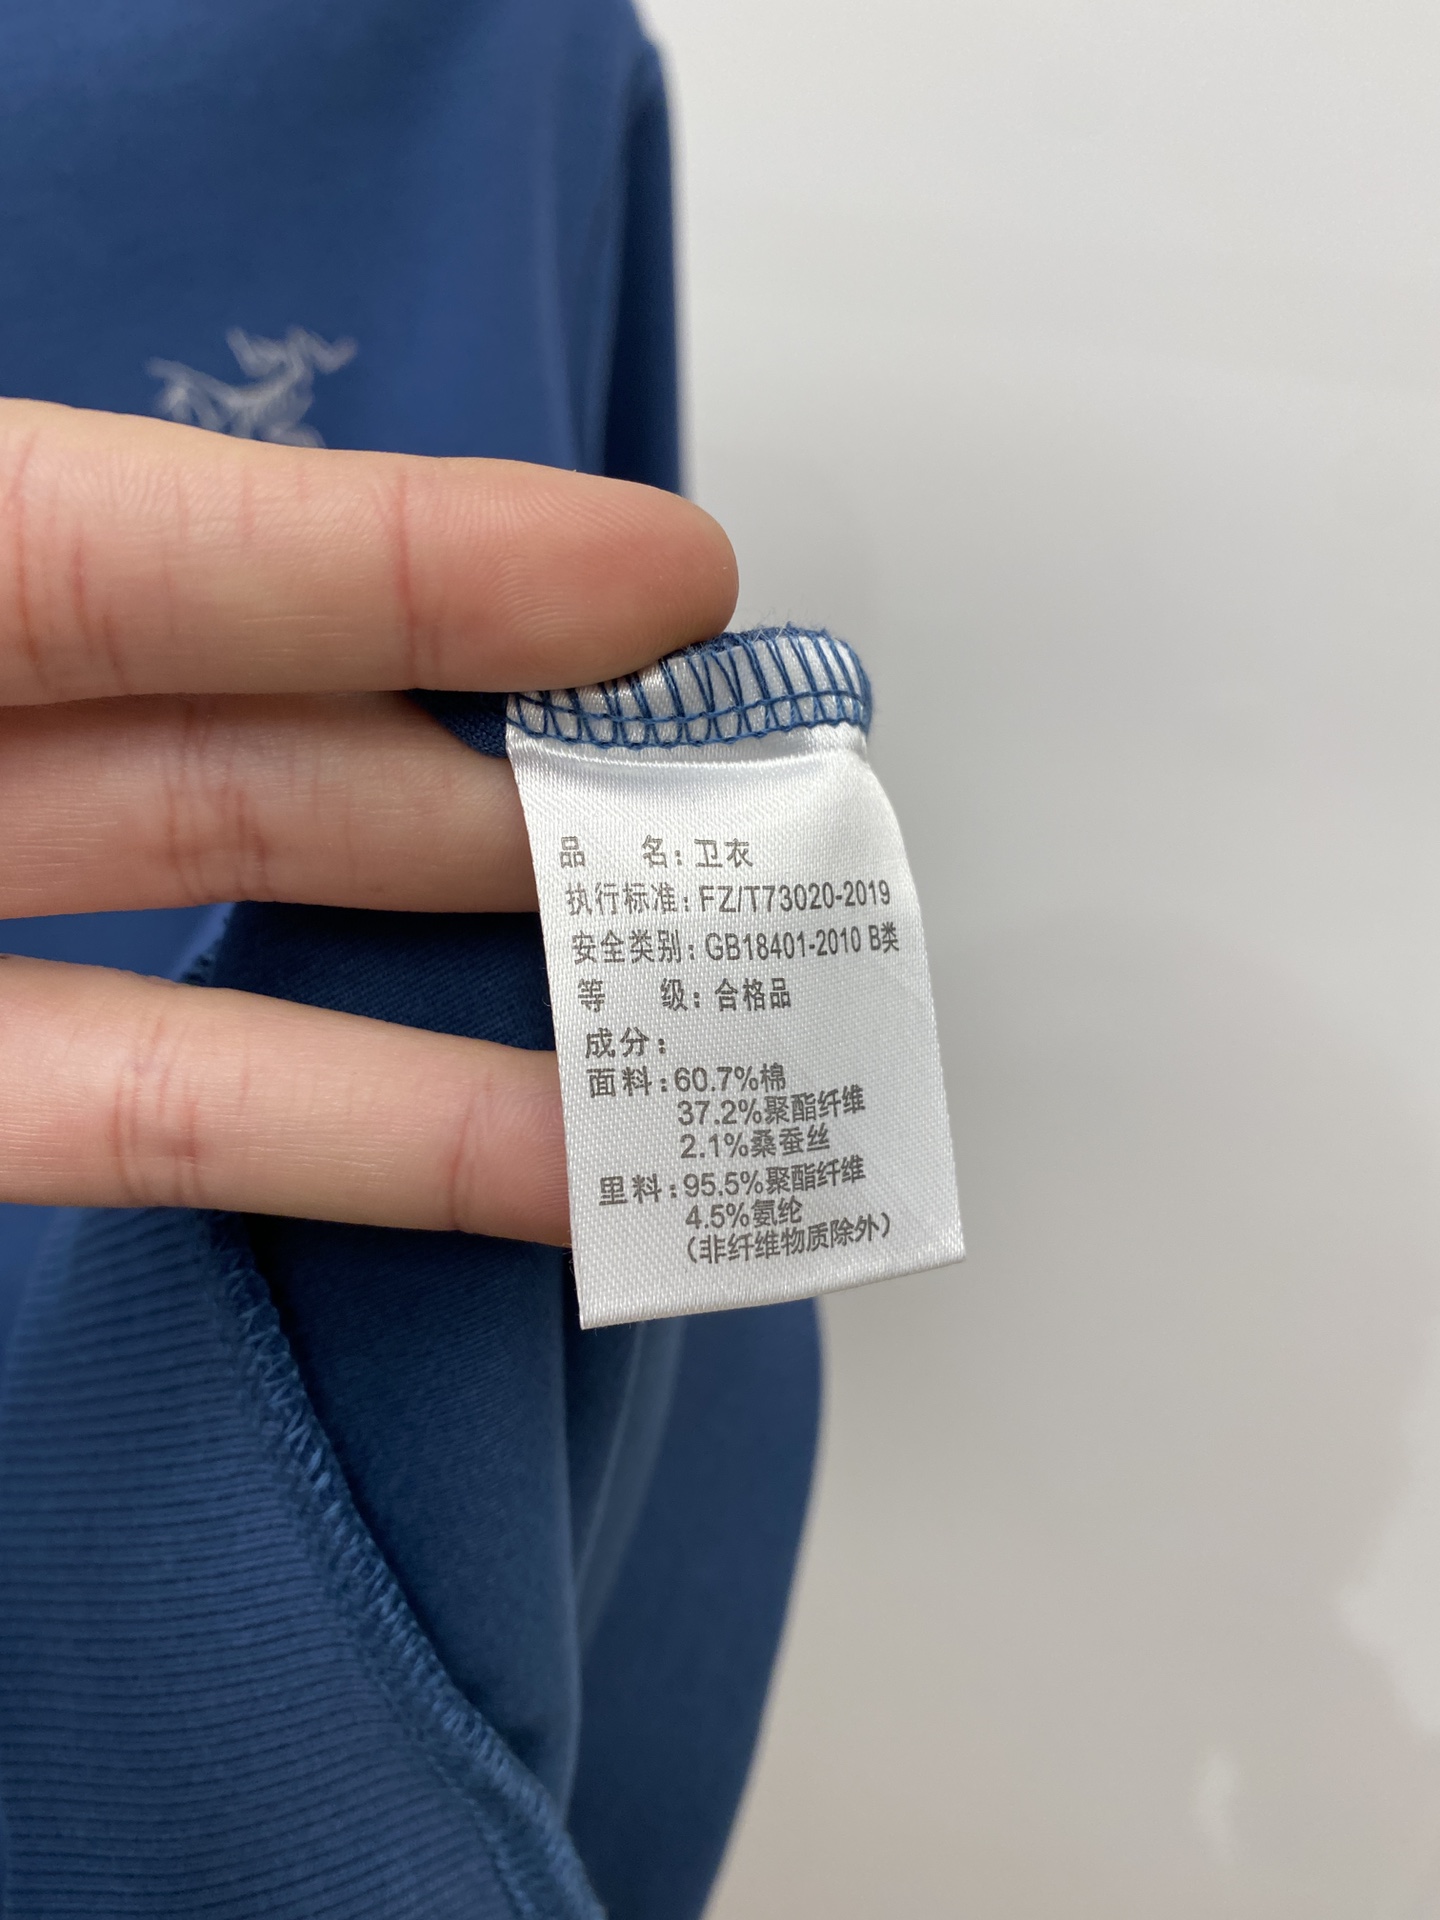 品 名：卫衣
执行标准：FZ/T73020-2019
安全类别：GB18401-2010 B类
等 级：合格品
成分：
面料：60.7%棉
37.2%聚酯纤维
2.1%桑蚕丝
里料：95.5%聚酯纤维
4.5%氨纶
（非纤维物质除外）